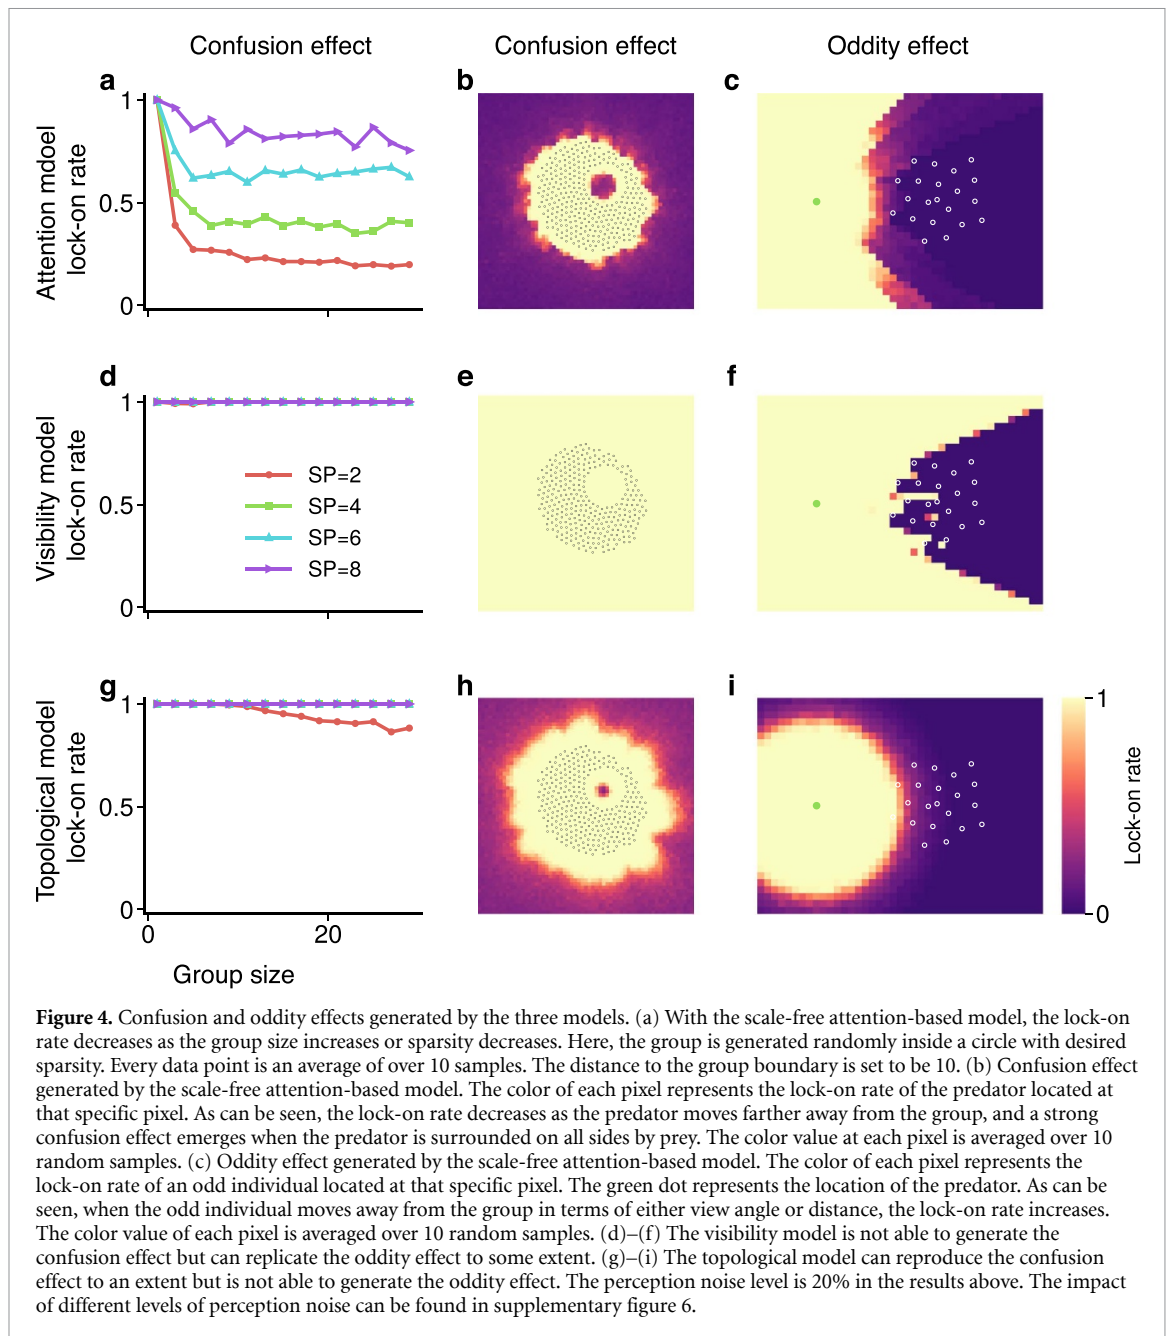 Confusion effect
Confusion effect
Oddity effect
a
b
c
Attention mdoel
lock-on rate
1
0.5
0
d
e
f
Visibility model
lock-on rate
1
0.5
0
SP=2
SP=4
SP=6
SP=8
g
h
i
Topological model
lock-on rate
1
0.5
0
0
20
Group size
1
0
Lock-on rate
Figure 4. Confusion and oddity effects generated by the three models. (a) With the scale-free attention-based model, the lock-on
rate decreases as the group size increases or sparsity decreases. Here, the group is generated randomly inside a circle with desired
sparsity. Every data point is an average of over 10 samples. The distance to the group boundary is set to be 10. (b) Confusion effect
generated by the scale-free attention-based model. The color of each pixel represents the lock-on rate of the predator located at
that specific pixel. As can be seen, the lock-on rate decreases as the predator moves farther away from the group, and a strong
confusion effect emerges when the predator is surrounded on all sides by prey. The color value at each pixel is averaged over 10
random samples. (c) Oddity effect generated by the scale-free attention-based model. The color of each pixel represents the
lock-on rate of an odd individual located at that specific pixel. The green dot represents the location of the predator. As can be
seen, when the odd individual moves away from the group in terms of either view angle or distance, the lock-on rate increases.
The color value of each pixel is averaged over 10 random samples. (d)–(f) The visibility model is not able to generate the
confusion effect but can replicate the oddity effect to some extent. (g)–(i) The topological model can reproduce the confusion
effect to an extent but is not able to generate the oddity effect. The perception noise level is 20% in the results above. The impact
of different levels of perception noise can be found in supplementary figure 6.